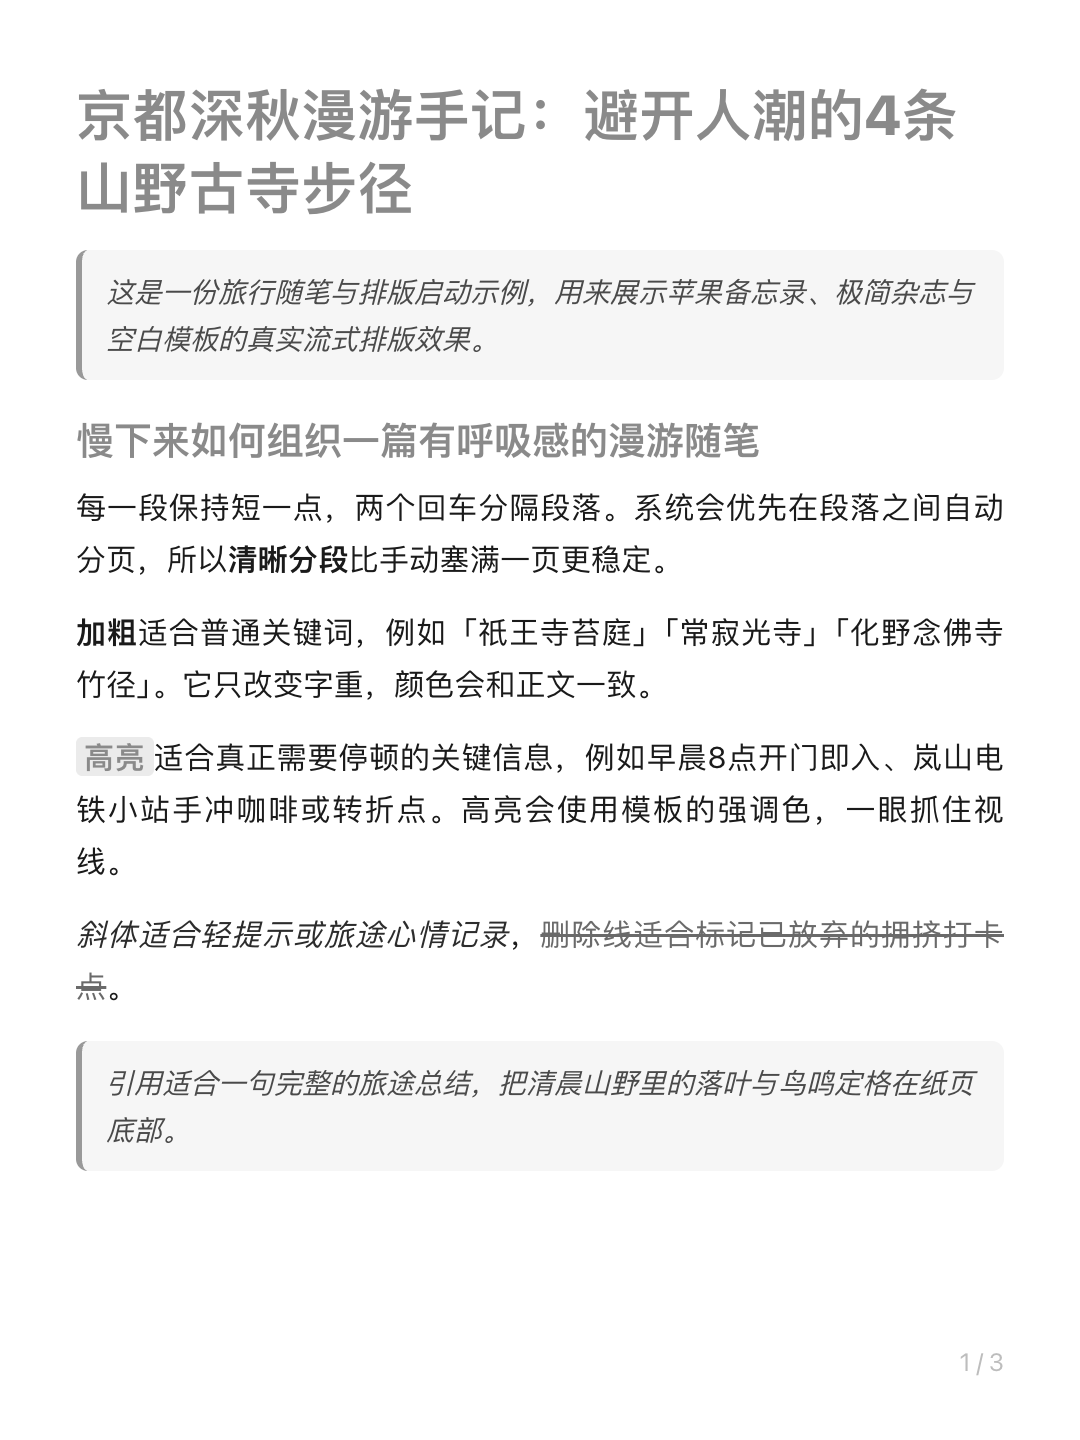 京都深秋漫游手记：避开人潮的4条
山野古寺步径
这是一份旅行随笔与排版启动示例，用来展示苹果备忘录、极简杂志与
空白模板的真实流式排版效果。
慢下来如何组织一篇有呼吸感的漫游随笔
每一段保持短一点，两个回车分隔段落。系统会优先在段落之间自动
分页，所以清晰分段比手动塞满一页更稳定。
加粗适合普通关键词，例如「祇王寺苔庭」「常寂光寺」「化野念佛寺
竹径」。它只改变字重，颜色会和正文一致。
高亮适合真正需要停顿的关键信息，例如早晨8点开门即入、岚山电
铁小站手冲咖啡或转折点。高亮会使用模板的强调色，一眼抓住视
线。
斜体适合轻提示或旅途心情记录，删除线适合标记已放弃的拥挤打卡
点。
引用适合一句完整的旅途总结，把清晨山野里的落叶与鸟鸣定格在纸页
底部。
1 / 3